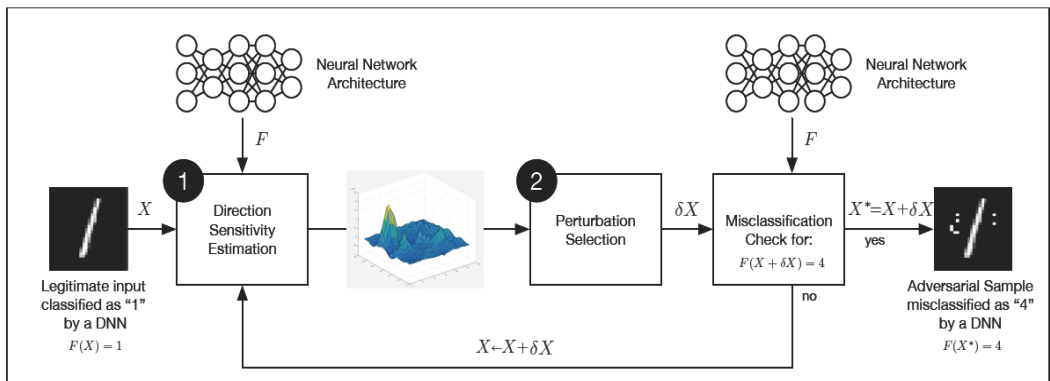 Neural Network
Architecture
Neural Network
Architecture
F
F
1
2
X
Direction
Sensitivity
Estimation
Perturbation
Selection
δX
Misclassification
Check for:
F(X + δX) = 4
X*=X+δX
yes
no
Legitimate input
classified as “1”
by a DNN
F(X) = 1
Adversarial Sample
misclassified as “4”
by a DNN
F(X*) = 4
X←X+δX